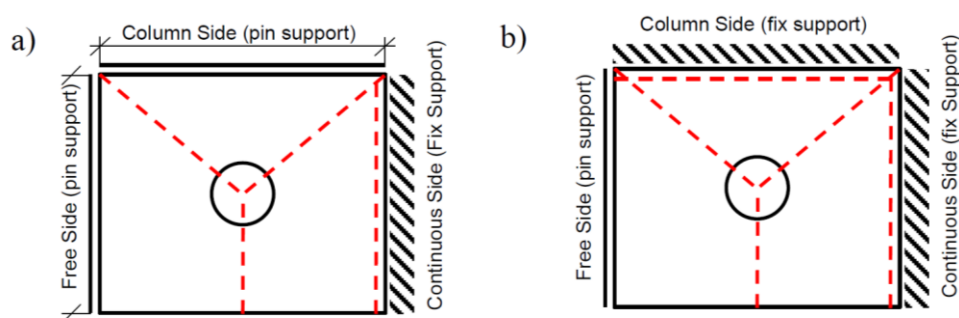 a)
Column Side (pin support)
Free Side (pin support)
Continuous Side (Fix Support)
b)
Column Side (fix support)
Free Side (pin support)
Continuous Side (fix Support)